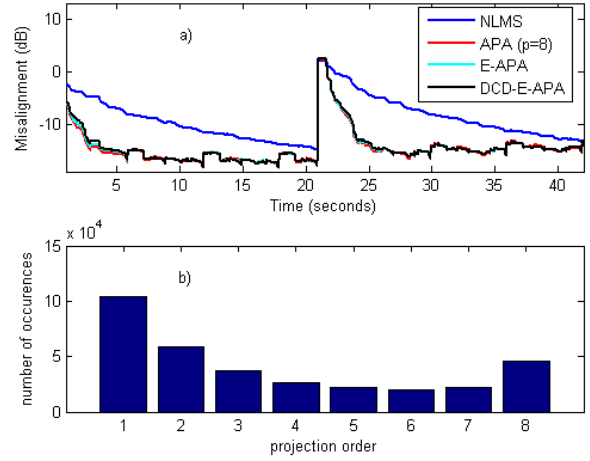 10
0
-10
Misalignment (dB)
a)
NLMS
APA (p=8)
E-APA
DCD-E-APA
5 10 15 20 25 30 35 40
Time (seconds)
x 10^4
15
10
5
0
number of occurences
b)
1 2 3 4 5 6 7 8
projection order